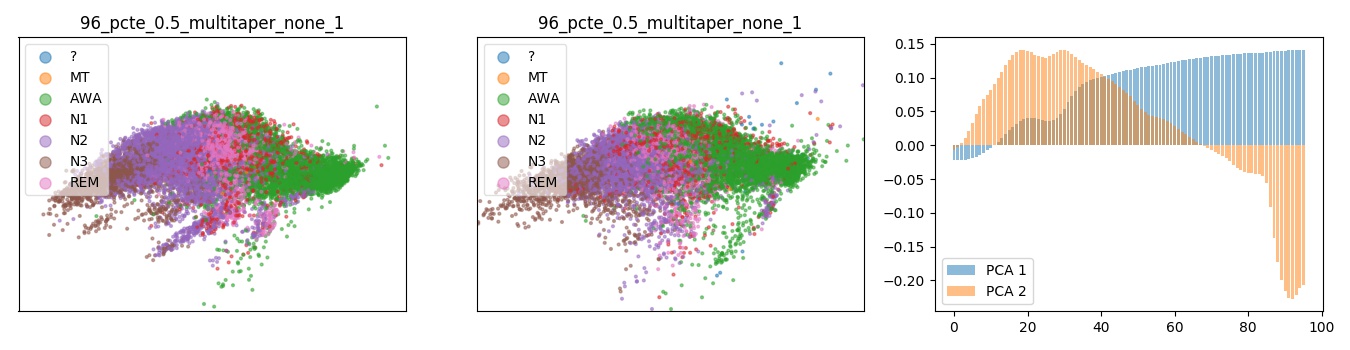 96_pcte_0.5_multitaper_none_1
?
MT
AWA
N1
N2
N3
REM
96_pcte_0.5_multitaper_none_1
?
MT
AWA
N1
N2
N3
REM
0.15
0.10
0.05
0.00
−0.05
−0.10
−0.15
−0.20
PCA 1
PCA 2
0 20 40 60 80 100